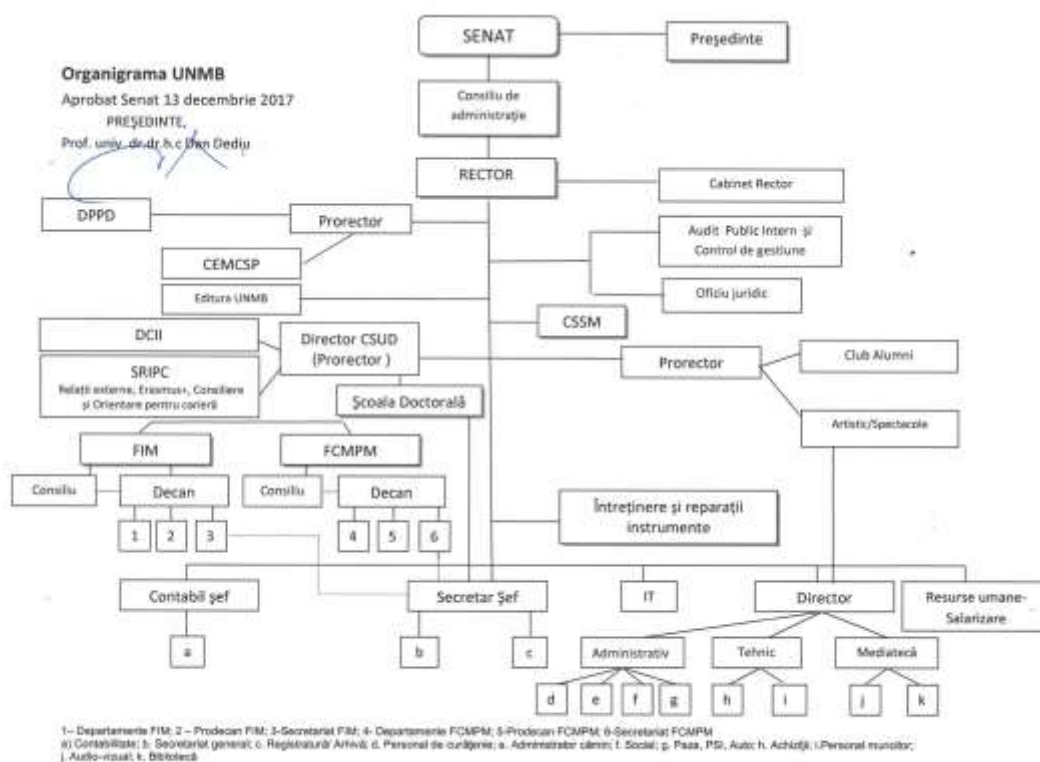 SENAT
Președinte
Organigrama UNMB
Aprobat Senat 13 decembrie 2017
PREȘEDINTE,
Prof. univ. dr.dr.h.c Dan Dediu
Consiliu de
administrație
RECTOR
Cabinet Rector
DPPD
Prorector
Audit Public Intern și
Control de gestiune
CEMCSP
Editura UNMB
Ofíciu juridic
CSSM
DCII
Director CSUD
(Prorector )
Prorector
Club Alumni
SRIPC
Relații externe, Erasmus+, Consiliere
și Orientare pentru carieră
Școala Doctorală
Artistic/Spectacole
FIM
FCMPM
Consiliu
Decan
Consiliu
Decan
Întreținere și reparații
instrumente
1
2
3
4
5
6
Contabil șef
Secretar Șef
IT
Director
Resurse umane-
Salarizare
a
b
c
Administrativ
Tehnic
Mediatecă
d
e
f
g
h
i
j
k
1– Departamente FIM; 2 – Prodecan FIM; 3-Secretariat FIM; 4- Departamente FCMPM; 5-Prodecan FCMPM; 6-Secretariat FCMPM
a) Contabilitate; b. Secretariat general; c. Registratură/ Arhivă; d. Personal de curățenie; e. Administrator cămin; f. Social; g. Paza, PSI, Auto; h. Achiziții; i.Personal muncitor;
j. Audio-vizual; k. Bibliotecă